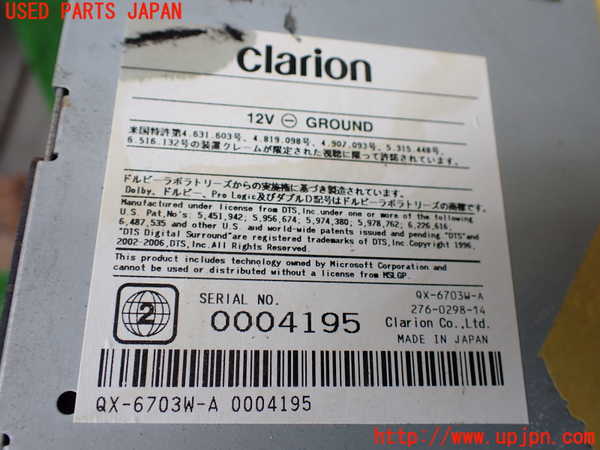 USED PARTS JAPAN
clarion
12V ⊖ GROUND
米国特許第4.631.603号、4.819.098号、4.907.093号、5.315.448号、
6.516.132号の装置クレームが限定された視聴に限って許諾されています。
ドルビーラボラトリーズからの実施権に基づき製造されています。
Dolby、ドルビー、Pro Logic及びダブルD記号はドルビーラボラトリーズの商標です。
Manufactured under license from DTS,Inc.under one or more of the following
U.S. Pat,No's: 5,451,942; 5,956,674; 5,974,380; 5,978,762; 6,226,616;
6,487,535 and other U.S. and world-wide patents issued and pending "DTS"and
"DTS Digital Surround"are registered trademarks of DTS,Inc.Copyright 1996,
2002-2006,DTS,Inc.All Rights Reserved.
This product includes technology owned by Microsoft Corporation and
cannot be used or distributed without a license from MSLGP.
2
SERIAL NO.
0004195
QX-6703W-A
276-0298-14
Clarion Co.,Ltd.
MADE IN JAPAN
QX-6703W-A 0004195
http://www.upjpn.com/